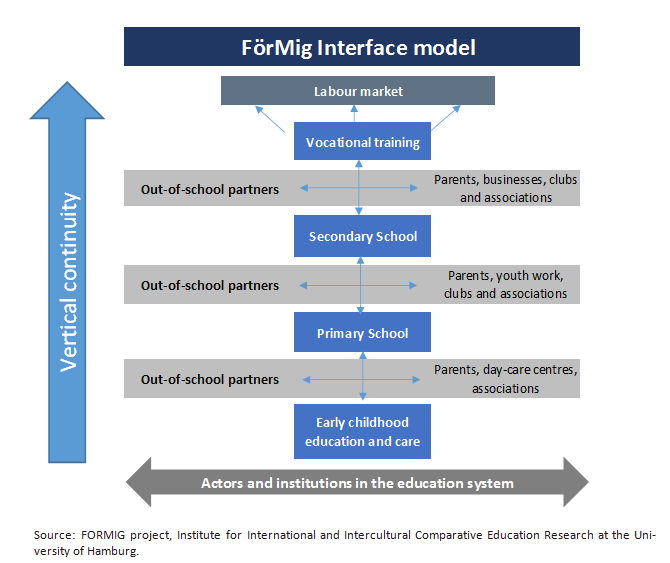 FörMig Interface model
Labour market
Vocational training
Out-of-school partners
Parents, businesses, clubs
and associations
Secondary School
Out-of-school partners
Parents, youth work,
clubs and associations
Primary School
Out-of-school partners
Parents, day-care centres,
associations
Early childhood
education and care
Vertical continuity
Actors and institutions in the education system
Source: FORMIG project, Institute for International and Intercultural Comparative Education Research at the Uni-
versity of Hamburg.